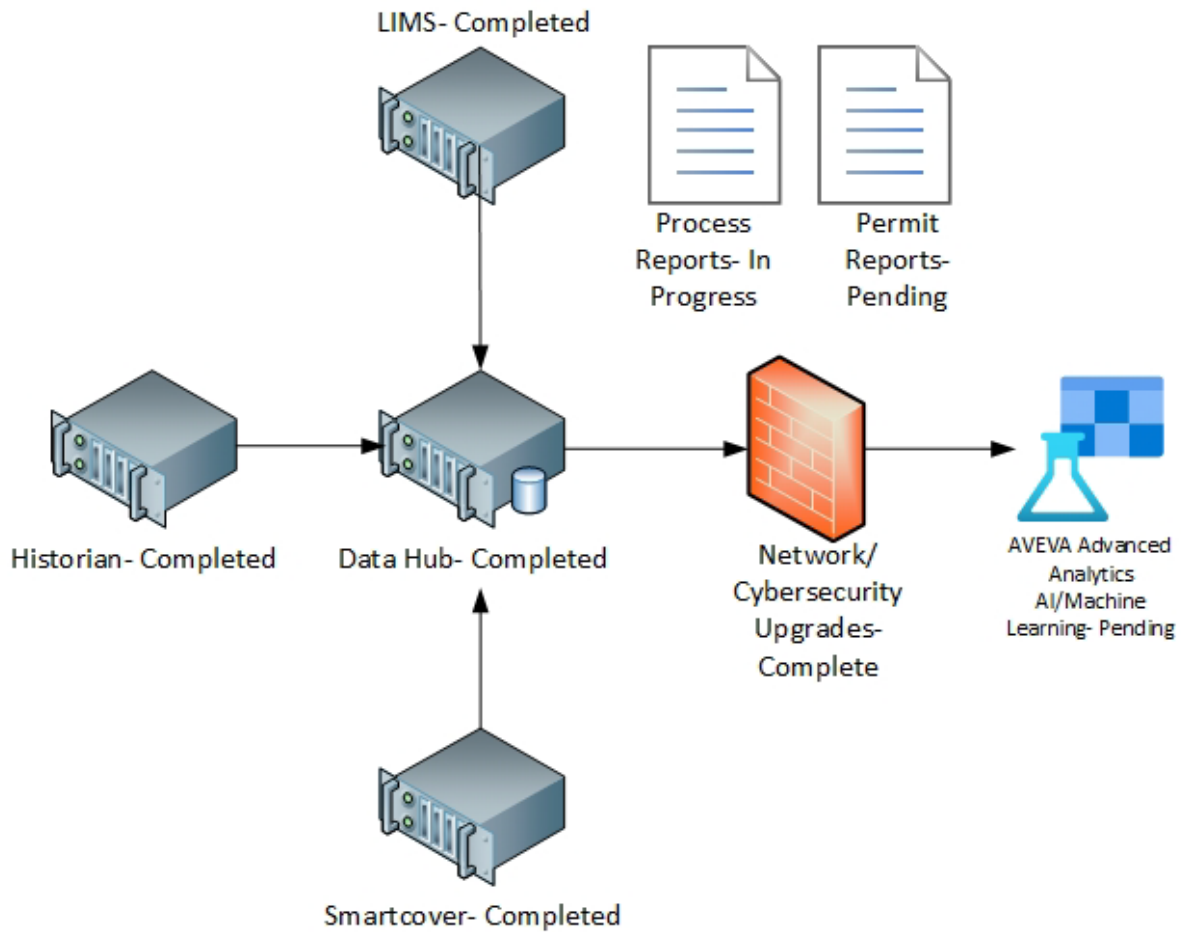 LIMS- Completed
Process
Reports- In
Progress
Permit
Reports-
Pending
Historian- Completed
Data Hub- Completed
Network/
Cybersecurity
Upgrades-
Complete
AVEVA Advanced
Analytics
AI/Machine
Learning- Pending
Smartcover- Completed